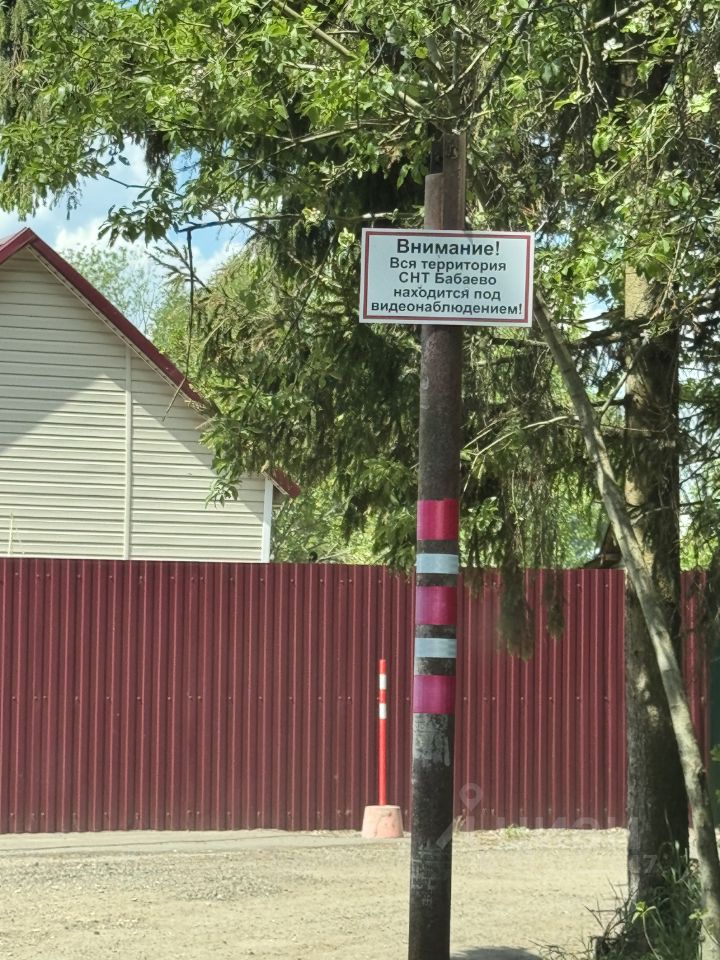 Внимание!
Вся территория
СНТ Бабаево
находится под
видеонаблюдением!